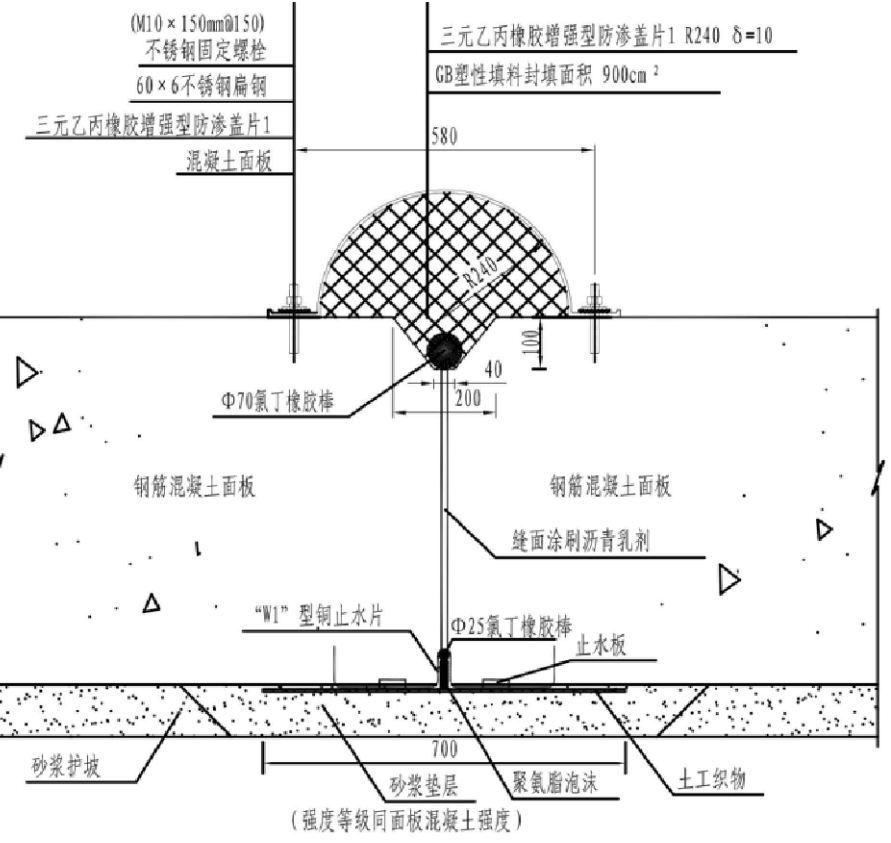 (M10×150mm@150)
不锈钢固定螺栓
60×6不锈钢扁钢
三元乙丙橡胶增强型防渗盖片1
混凝土面板
三元乙丙橡胶增强型防渗盖片1 R240 δ=10
GB塑性填料封填面积 900cm²
580
R240
100
40
200
Φ70氯丁橡胶棒
钢筋混凝土面板
钢筋混凝土面板
缝面涂刷沥青乳剂
“W1”型铜止水片
Φ25氯丁橡胶棒
止水板
700
砂浆护坡
砂浆垫层
(强度等级同面板混凝土强度)
聚氨脂泡沫
土工织物